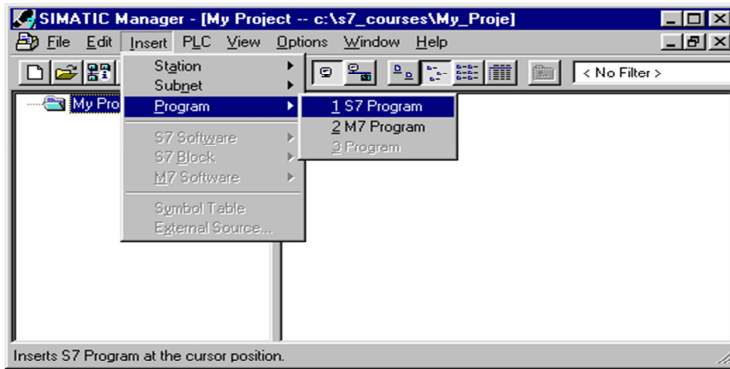 SIMATIC Manager - [My Project -- c:\s7_courses\My_Proje]
File Edit Insert PLC View Options Window Help
< No Filter >
My Pro
Station
Subnet
Program
S7 Software
S7 Block
M7 Software
Symbol Table
External Source...
1 S7 Program
2 M7 Program
3 Program
Inserts S7 Program at the cursor position.